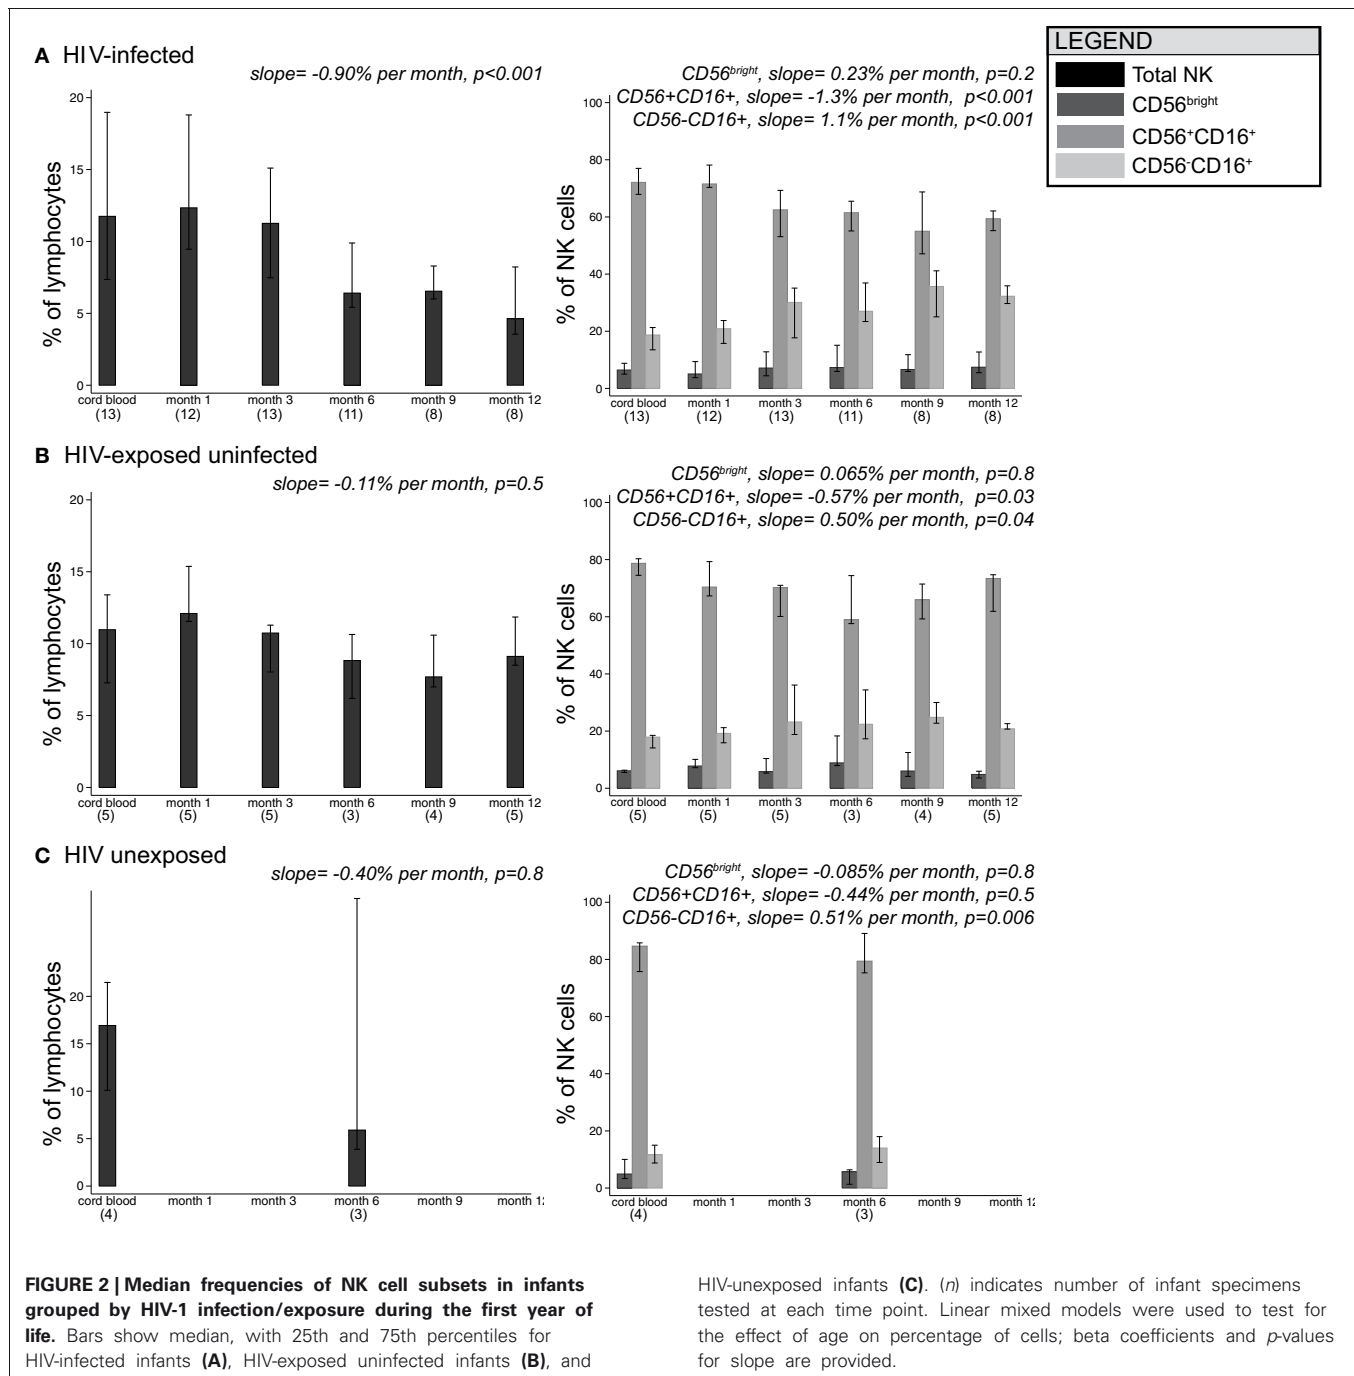 A HIV-infected
slope= -0.90% per month, p<0.001
% of lymphocytes
20
15
10
5
0
cord blood month 1 month 3 month 6 month 9 month 12
(13) (12) (13) (11) (8) (8)
CD56bright, slope= 0.23% per month, p=0.2
CD56+CD16+, slope= -1.3% per month, p<0.001
CD56-CD16+, slope= 1.1% per month, p<0.001
% of NK cells
100
80
60
40
20
0
cord blood month 1 month 3 month 6 month 9 month 12
(13) (12) (13) (11) (8) (8)
LEGEND
Total NK
CD56bright
CD56+CD16+
CD56-CD16+
B HIV-exposed uninfected
slope= -0.11% per month, p=0.5
% of lymphocytes
20
15
10
5
0
cord blood month 1 month 3 month 6 month 9 month 12
(5) (5) (5) (3) (4) (5)
CD56bright, slope= 0.065% per month, p=0.8
CD56+CD16+, slope= -0.57% per month, p=0.03
CD56-CD16+, slope= 0.50% per month, p=0.04
% of NK cells
100
80
60
40
20
0
cord blood month 1 month 3 month 6 month 9 month 12
(5) (5) (5) (3) (4) (5)
C HIV unexposed
slope= -0.40% per month, p=0.8
% of lymphocytes
20
15
10
5
0
cord blood month 1 month 3 month 6 month 9 month 12
(4) (3)
CD56bright, slope= -0.085% per month, p=0.8
CD56+CD16+, slope= -0.44% per month, p=0.5
CD56-CD16+, slope= 0.51% per month, p=0.006
% of NK cells
100
80
60
40
20
0
cord blood month 1 month 3 month 6 month 9 month 12
(4) (3)
FIGURE 2 | Median frequencies of NK cell subsets in infants
grouped by HIV-1 infection/exposure during the first year of
life. Bars show median, with 25th and 75th percentiles for
HIV-infected infants (A), HIV-exposed uninfected infants (B), and
HIV-unexposed infants (C). (n) indicates number of infant specimens
tested at each time point. Linear mixed models were used to test for
the effect of age on percentage of cells; beta coefficients and p-values
for slope are provided.